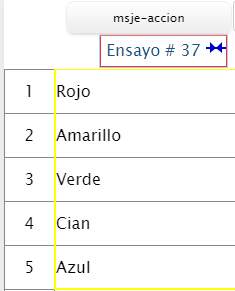 msje-accion
Ensayo # 37
1 Rojo
2 Amarillo
3 Verde
4 Cian
5 Azul